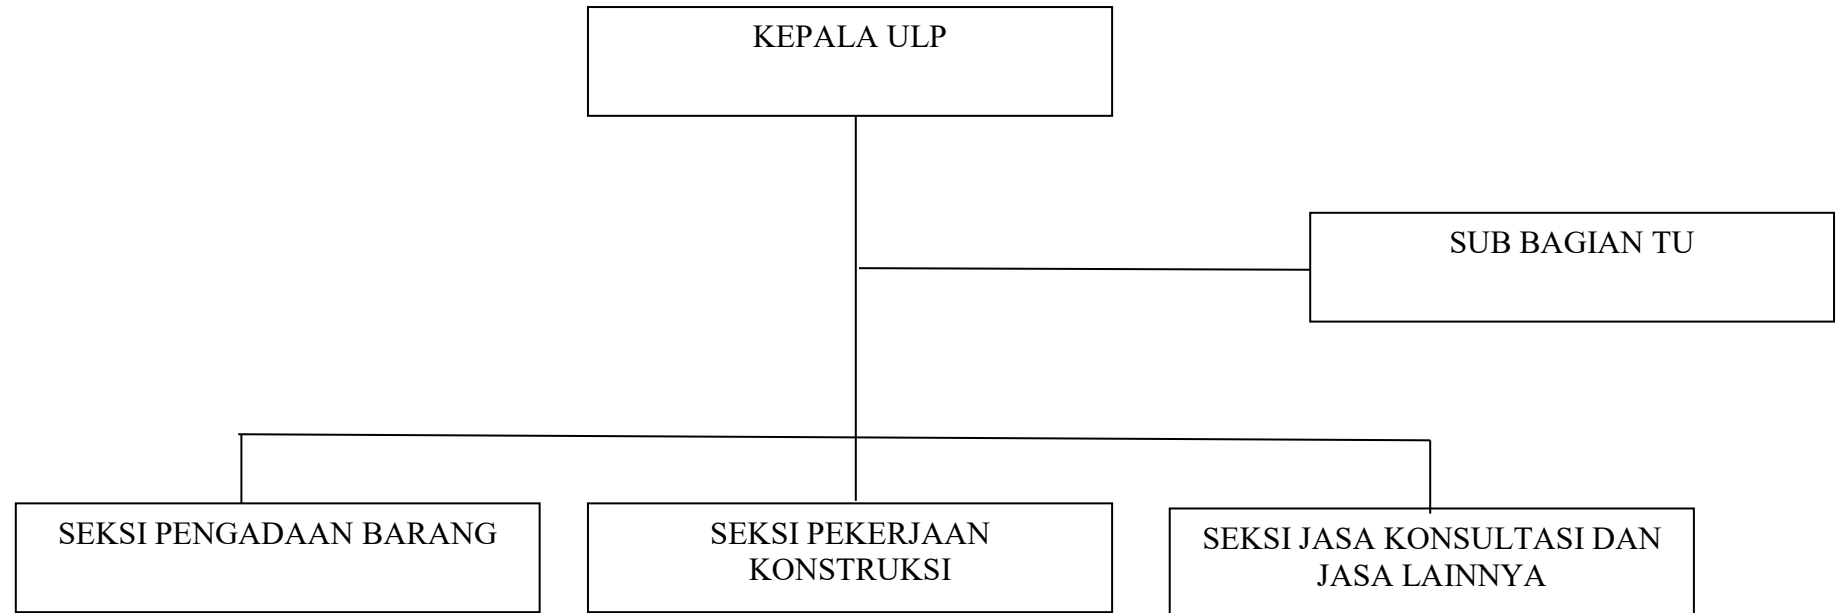 KEPALA ULP
SUB BAGIAN TU
SEKSI PENGADAAN BARANG
SEKSI PEKERJAAN
KONSTRUKSI
SEKSI JASA KONSULTASI DAN
JASA LAINNYA